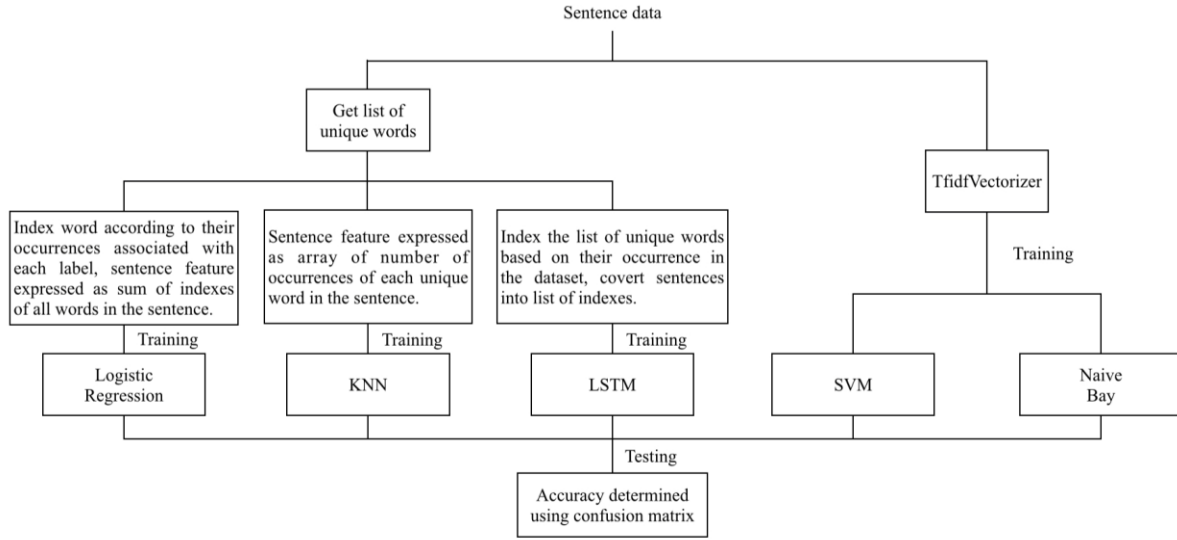 Sentence data
Get list of
unique words
TfidfVectorizer
Index word according to their
occurrences associated with
each label, sentence feature
expressed as sum of indexes
of all words in the sentence.
Sentence feature expressed
as array of number of
occurrences of each unique
word in the sentence.
Index the list of unique words
based on their occurrence in
the dataset, covert sentences
into list of indexes.
Training
Training
Training
Training
Logistic
Regression
KNN
LSTM
SVM
Naive
Bay
Testing
Accuracy determined
using confusion matrix